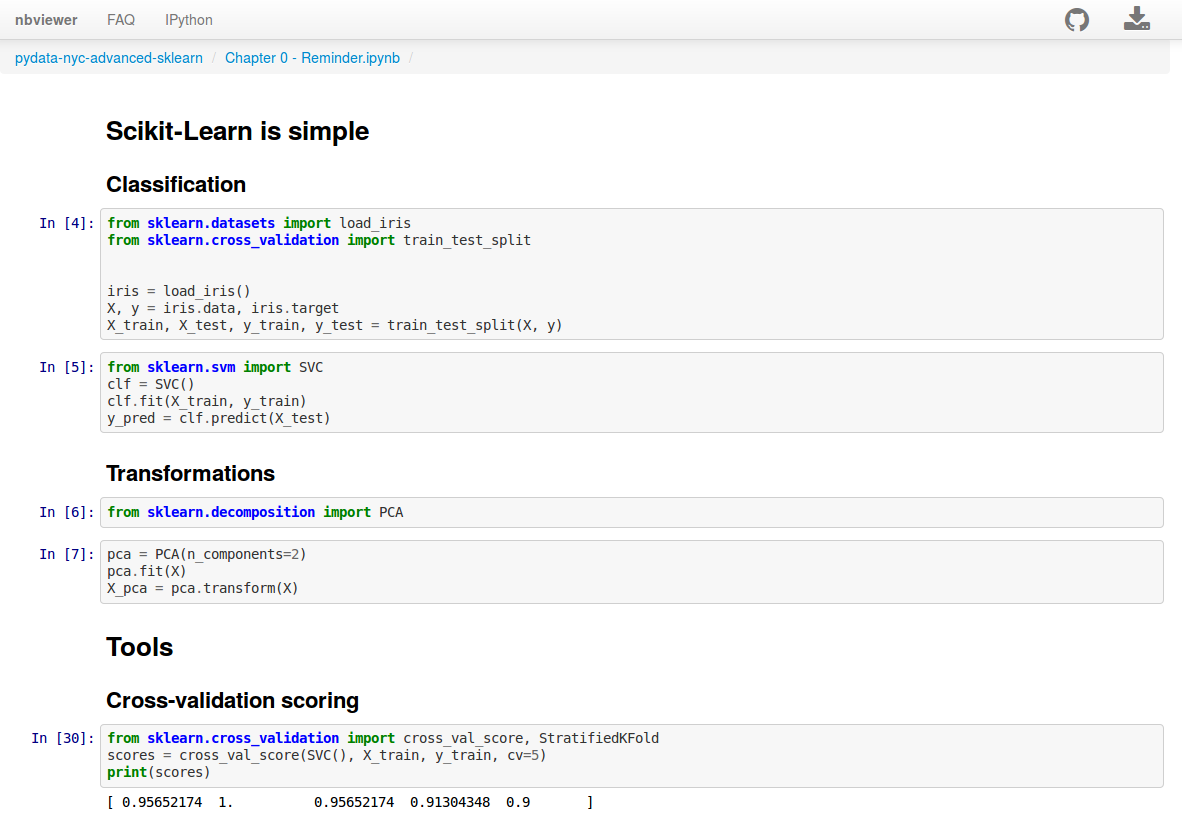 nbviewer FAQ IPython
pydata-nyc-advanced-sklearn / Chapter 0 - Reminder.ipynb /
Scikit-Learn is simple
Classification
In [4]: from sklearn.datasets import load_iris
from sklearn.cross_validation import train_test_split
iris = load_iris()
X, y = iris.data, iris.target
X_train, X_test, y_train, y_test = train_test_split(X, y)
In [5]: from sklearn.svm import SVC
clf = SVC()
clf.fit(X_train, y_train)
y_pred = clf.predict(X_test)
Transformations
In [6]: from sklearn.decomposition import PCA
In [7]: pca = PCA(n_components=2)
pca.fit(X)
X_pca = pca.transform(X)
Tools
Cross-validation scoring
In [30]: from sklearn.cross_validation import cross_val_score, StratifiedKFold
scores = cross_val_score(SVC(), X_train, y_train, cv=5)
print(scores)
[ 0.95652174  1.          0.95652174  0.91304348  0.9       ]